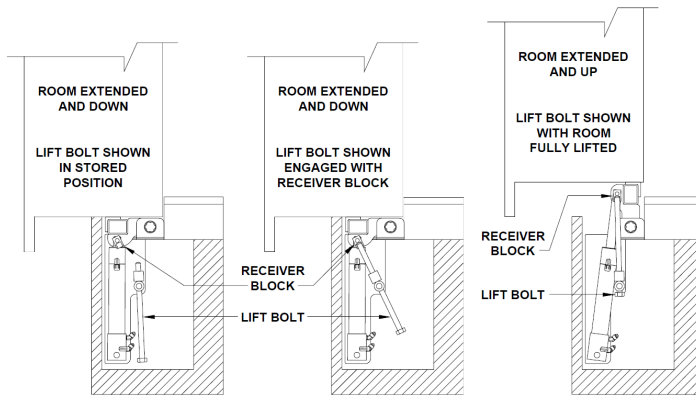 ROOM EXTENDED
AND DOWN
LIFT BOLT SHOWN
IN STORED
POSITION
ROOM EXTENDED
AND DOWN
LIFT BOLT SHOWN
ENGAGED WITH
RECEIVER BLOCK
ROOM EXTENDED
AND UP
LIFT BOLT SHOWN
WITH ROOM
FULLY LIFTED
RECEIVER
BLOCK
LIFT BOLT
RECEIVER
BLOCK
LIFT BOLT